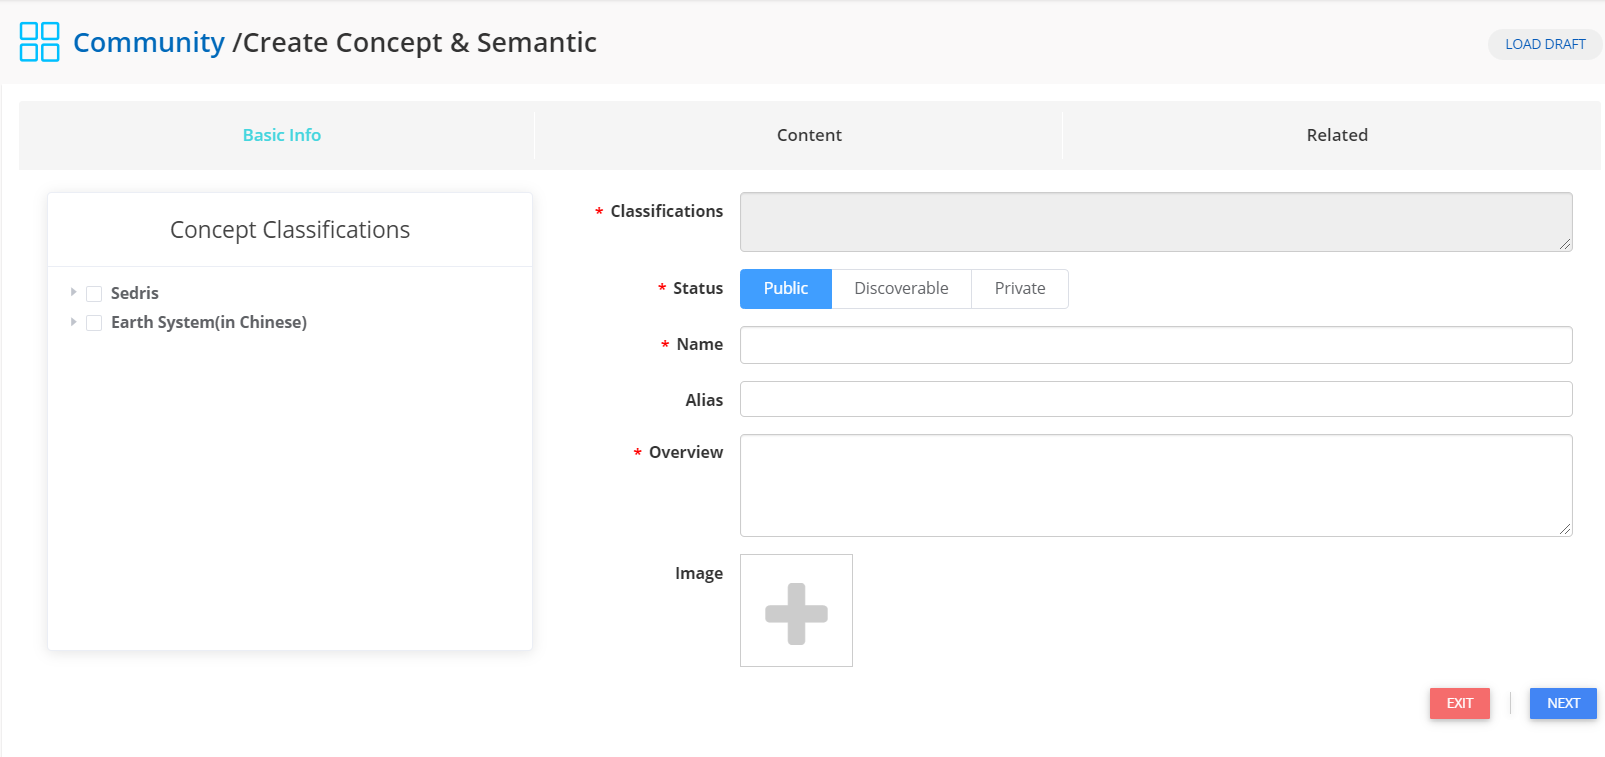 Community /Create Concept & Semantic
LOAD DRAFT
Basic Info
Content
Related
Concept Classifications
Sedris
Earth System(in Chinese)
* Classifications
* Status
Public
Discoverable
Private
* Name
Alias
* Overview
Image
EXIT
NEXT